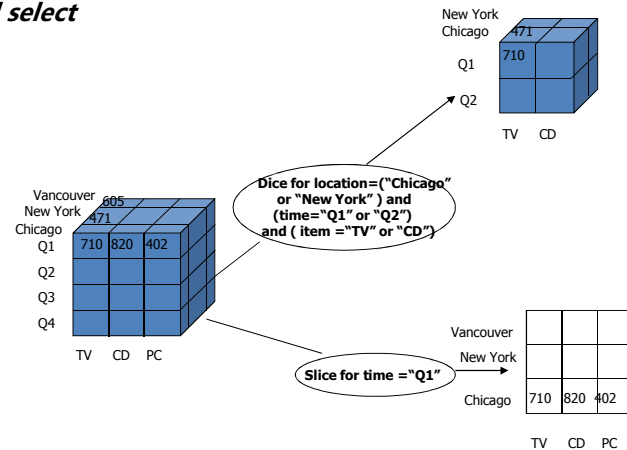 l select
New York
Chicago
471
710
Q1
Q2
TV CD
Dice for location=(“Chicago”
or “New York” ) and
(time=“Q1” or “Q2”)
and ( item =“TV” or “CD”)
Vancouver
605
New York
471
Chicago
Q1
710 820 402
Q2
Q3
Q4
TV CD PC
Slice for time =“Q1”
Vancouver
New York
Chicago
710 820 402
TV CD PC